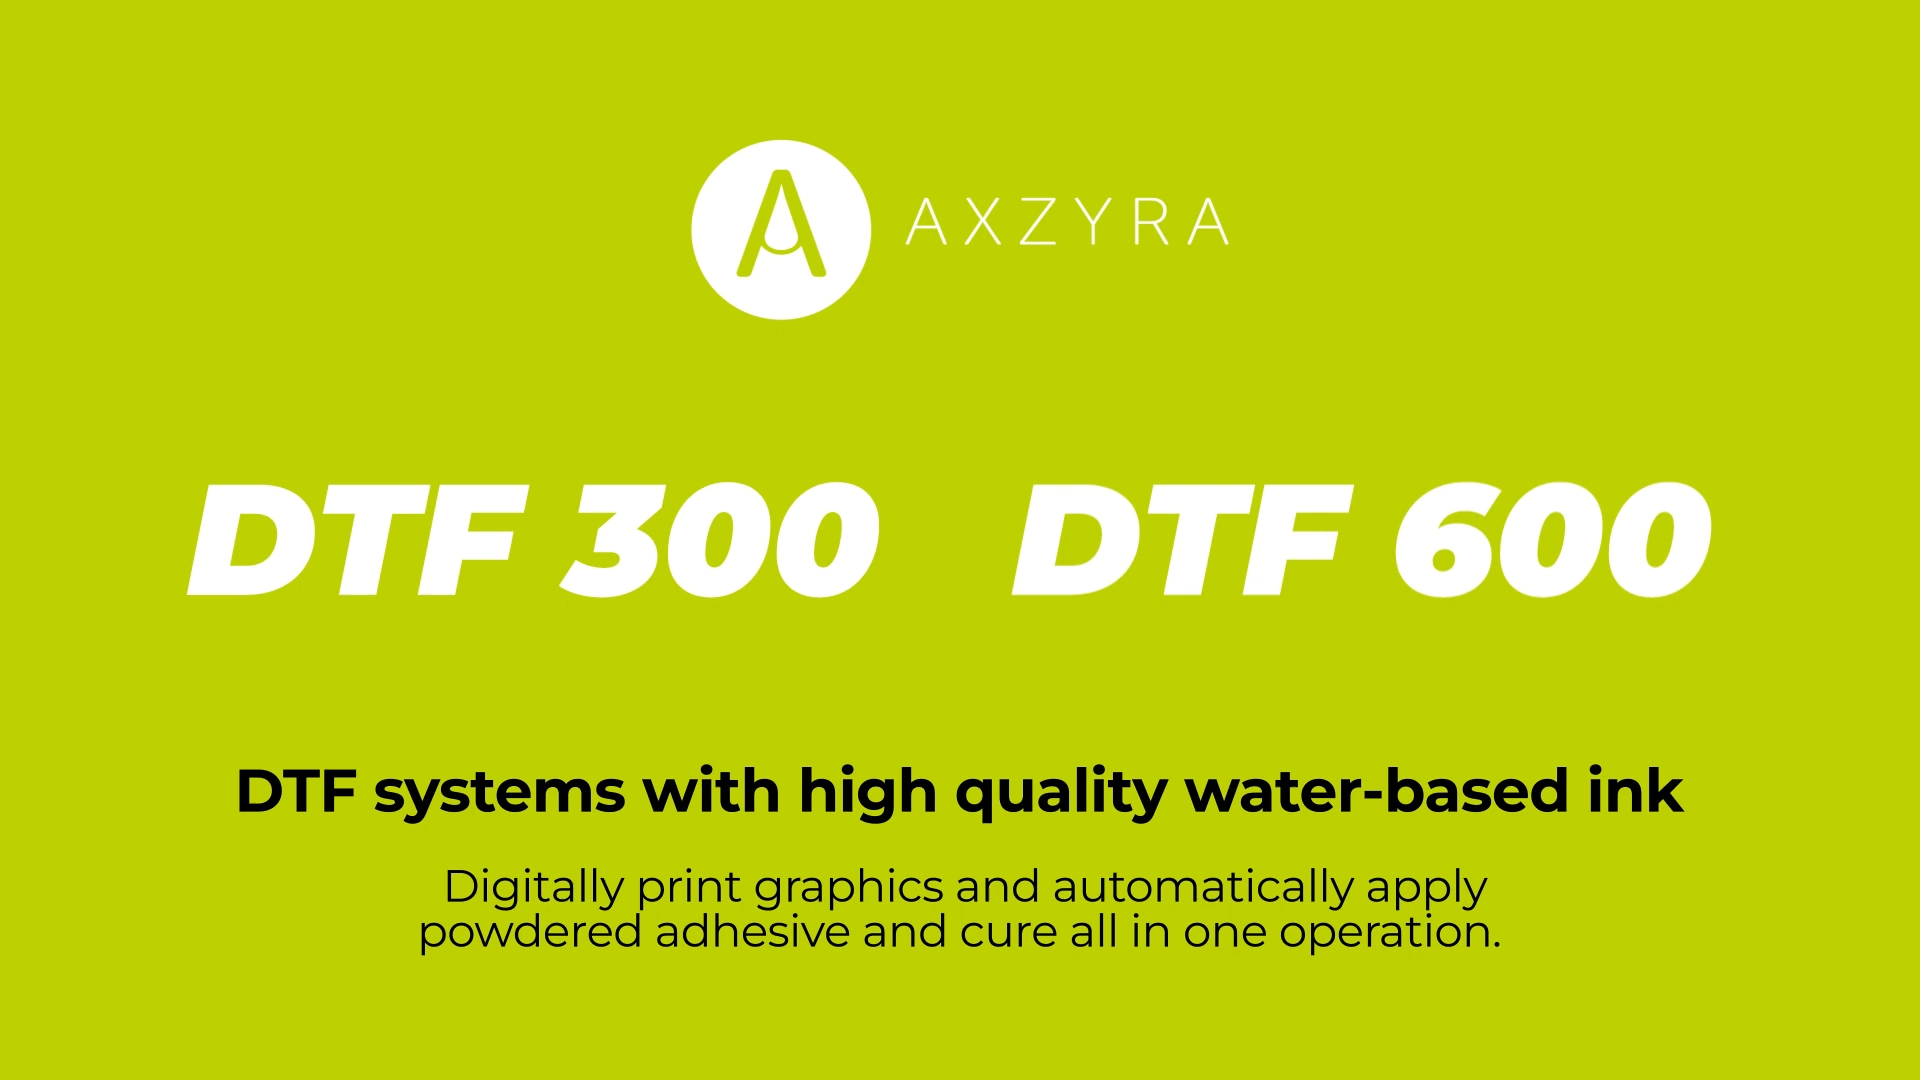 AXZYRA
DTF 300 DTF 600
DTF systems with high quality water-based ink
Digitally print graphics and automatically apply
powdered adhesive and cure all in one operation.